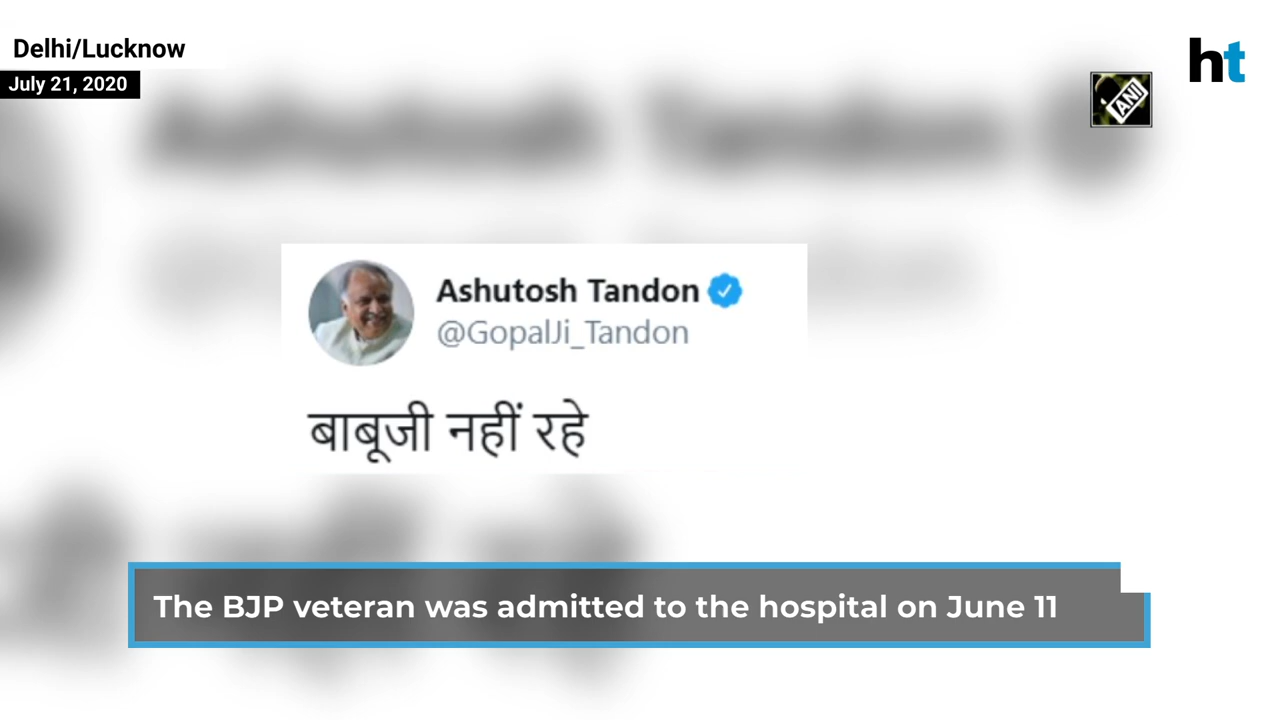 Delhi/Lucknow
July 21, 2020
ht
ANI
Ashutosh Tandon
@GopalJi_Tandon
बाबूजी नहीं रहे
The BJP veteran was admitted to the hospital on June 11